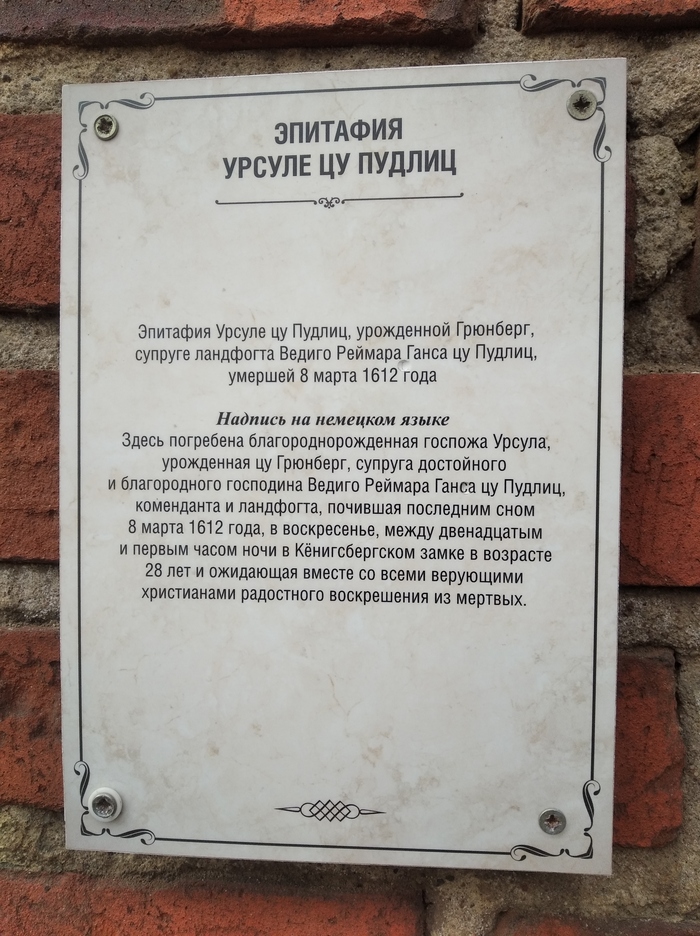 ЭПИТАФИЯ
УРСУЛЕ ЦУ ПУДЛИЦ
Эпитафия Урсуле цу Пудлиц, урожденной Грюнберг,
супруге ландфогта Ведиго Реймара Ганса цу Пудлиц,
умершей 8 марта 1612 года
Надпись на немецком языке
Здесь погребена благороднорожденная госпожа Урсула,
урожденная цу Грюнберг, супруга достойного
и благородного господина Ведиго Реймара Ганса цу Пудлиц,
коменданта и ландфогта, почившая последним сном
8 марта 1612 года, в воскресенье, между двенадцатым
и первым часом ночи в Кёнигсбергском замке в возрасте
28 лет и ожидающая вместе со всеми верующими
христианами радостного воскрешения из мертвых.